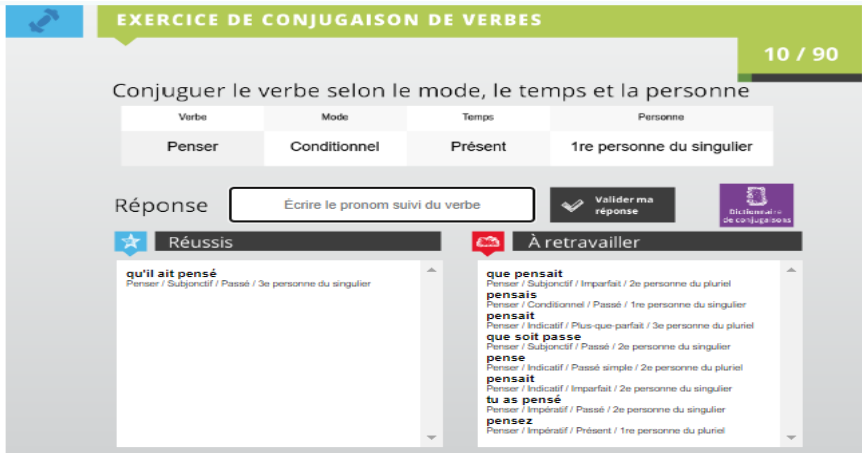 EXERCICE DE CONJUGAISON DE VERBES
10 / 90
Conjuguer le verbe selon le mode, le temps et la personne
Verbe Mode Temps Personne
Penser Conditionnel Présent 1re personne du singulier
Réponse
Écrire le pronom suivi du verbe
Valider ma
réponse
Dictionnaire
de conjugaisons
Réussis
qu'il ait pensé
Penser / Subjonctif / Passé / 3e personne du singulier
À retravailler
que pensait
Penser / Subjonctif / Imparfait / 2e personne du pluriel
pensais
Penser / Conditionnel / Passé / 1re personne du singulier
pensait
Penser / Indicatif / Plus-que-parfait / 3e personne du pluriel
que soit passe
Penser / Subjonctif / Passé / 2e personne du singulier
pense
Penser / Indicatif / Passé simple / 2e personne du pluriel
pensait
Penser / Indicatif / Imparfait / 2e personne du singulier
tu as pensé
Penser / Impératif / Passé / 2e personne du singulier
pensez
Penser / Impératif / Présent / 1re personne du pluriel